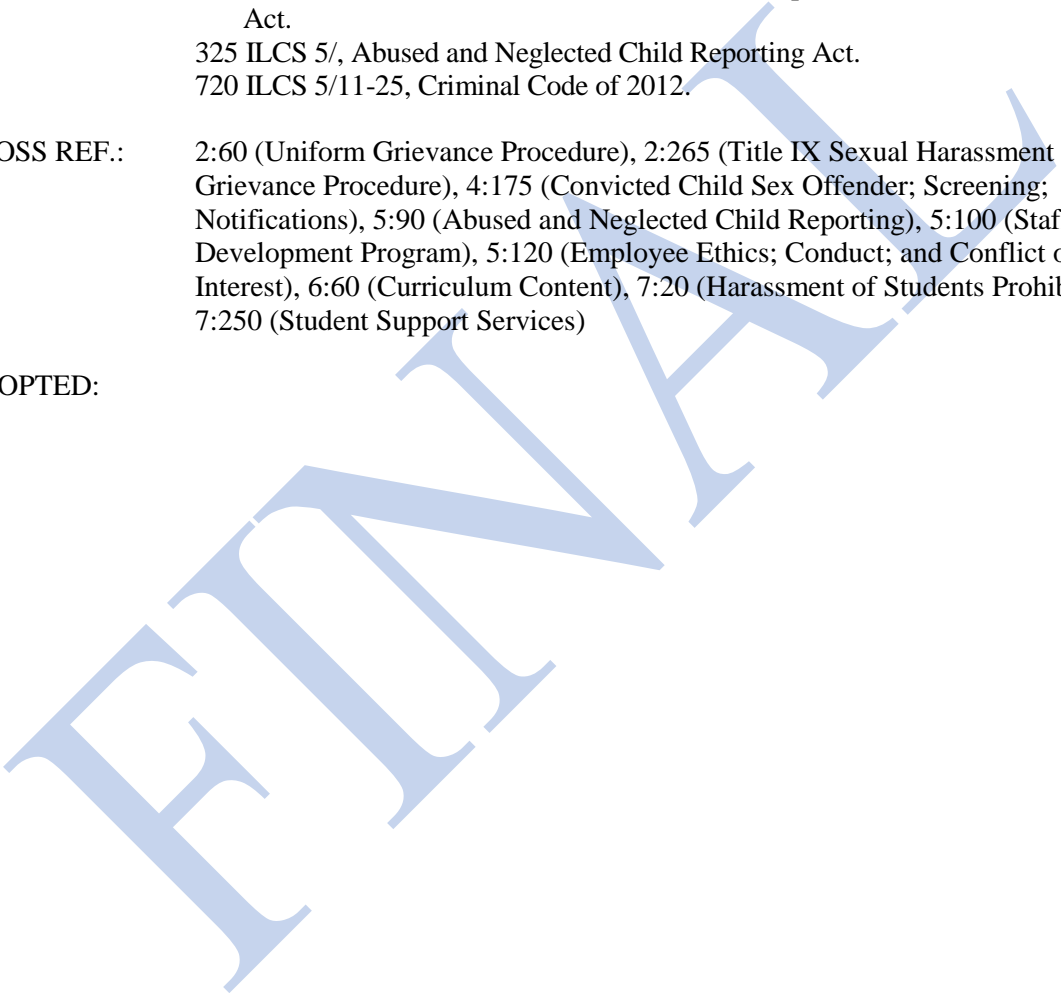 Act.
325 ILCS 5/, Abused and Neglected Child Reporting Act.
720 ILCS 5/11-25, Criminal Code of 2012.
OSS REF.: 2:60 (Uniform Grievance Procedure), 2:265 (Title IX Sexual Harassment
Grievance Procedure), 4:175 (Convicted Child Sex Offender; Screening;
Notifications), 5:90 (Abused and Neglected Child Reporting), 5:100 (Staf
Development Program), 5:120 (Employee Ethics; Conduct; and Conflict o
Interest), 6:60 (Curriculum Content), 7:20 (Harassment of Students Prohib
7:250 (Student Support Services)
OPTED:
FINAL